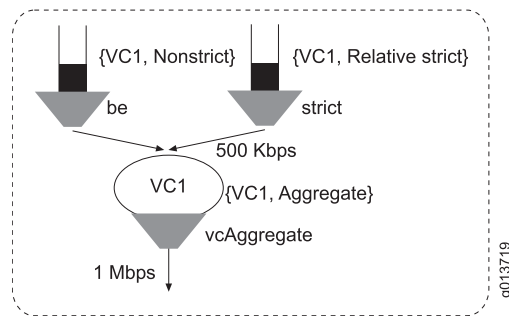 {VC1, Nonstrict}
{VC1, Relative strict}
be
strict
500 Kbps
VC1
{VC1, Aggregate}
vcAggregate
1 Mbps
g013719